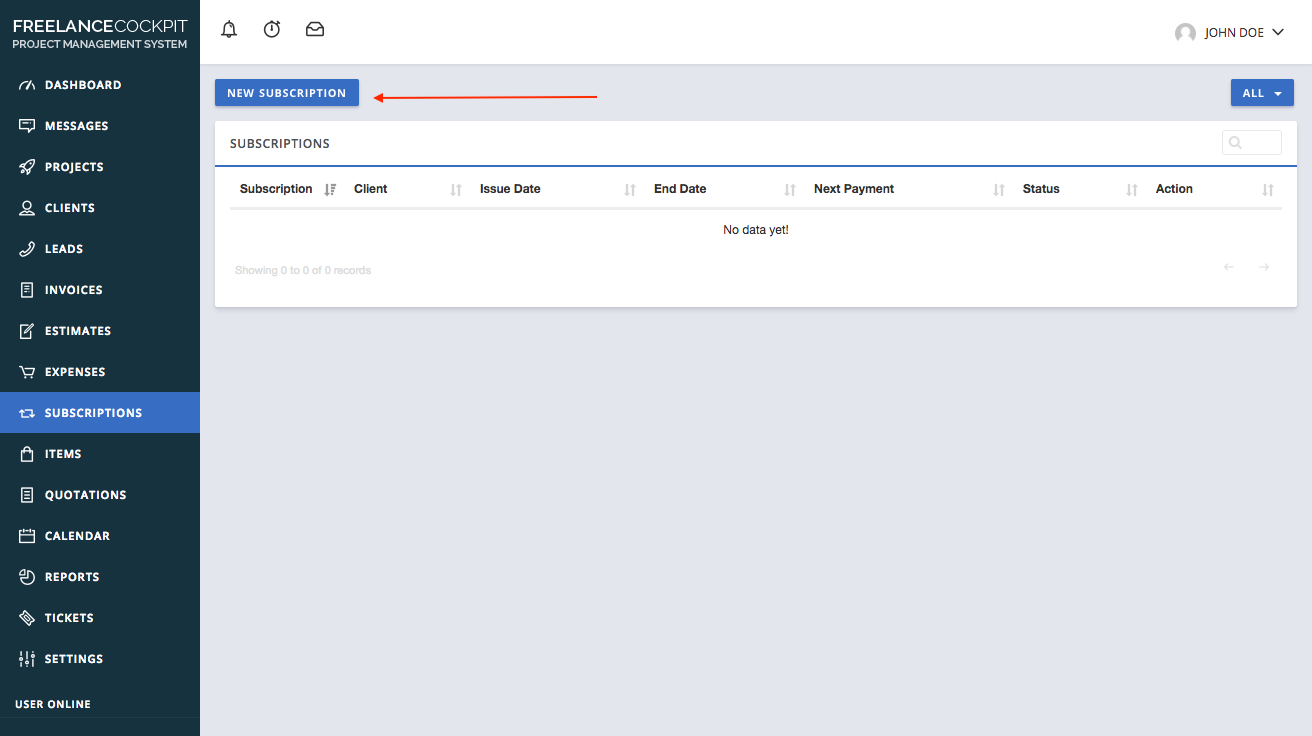 FREELANCECOCKPIT
PROJECT MANAGEMENT SYSTEM
JOHN DOE
DASHBOARD
MESSAGES
PROJECTS
CLIENTS
LEADS
INVOICES
ESTIMATES
EXPENSES
SUBSCRIPTIONS
ITEMS
QUOTATIONS
CALENDAR
REPORTS
TICKETS
SETTINGS
USER ONLINE
NEW SUBSCRIPTION
ALL
SUBSCRIPTIONS
Subscription Client Issue Date End Date Next Payment Status Action
No data yet!
Showing 0 to 0 of 0 records